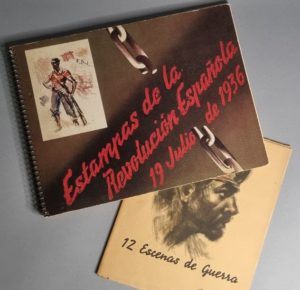 Estampas de la
Revolución Española
19 Julio de 1936
12 Escenas de Guerra